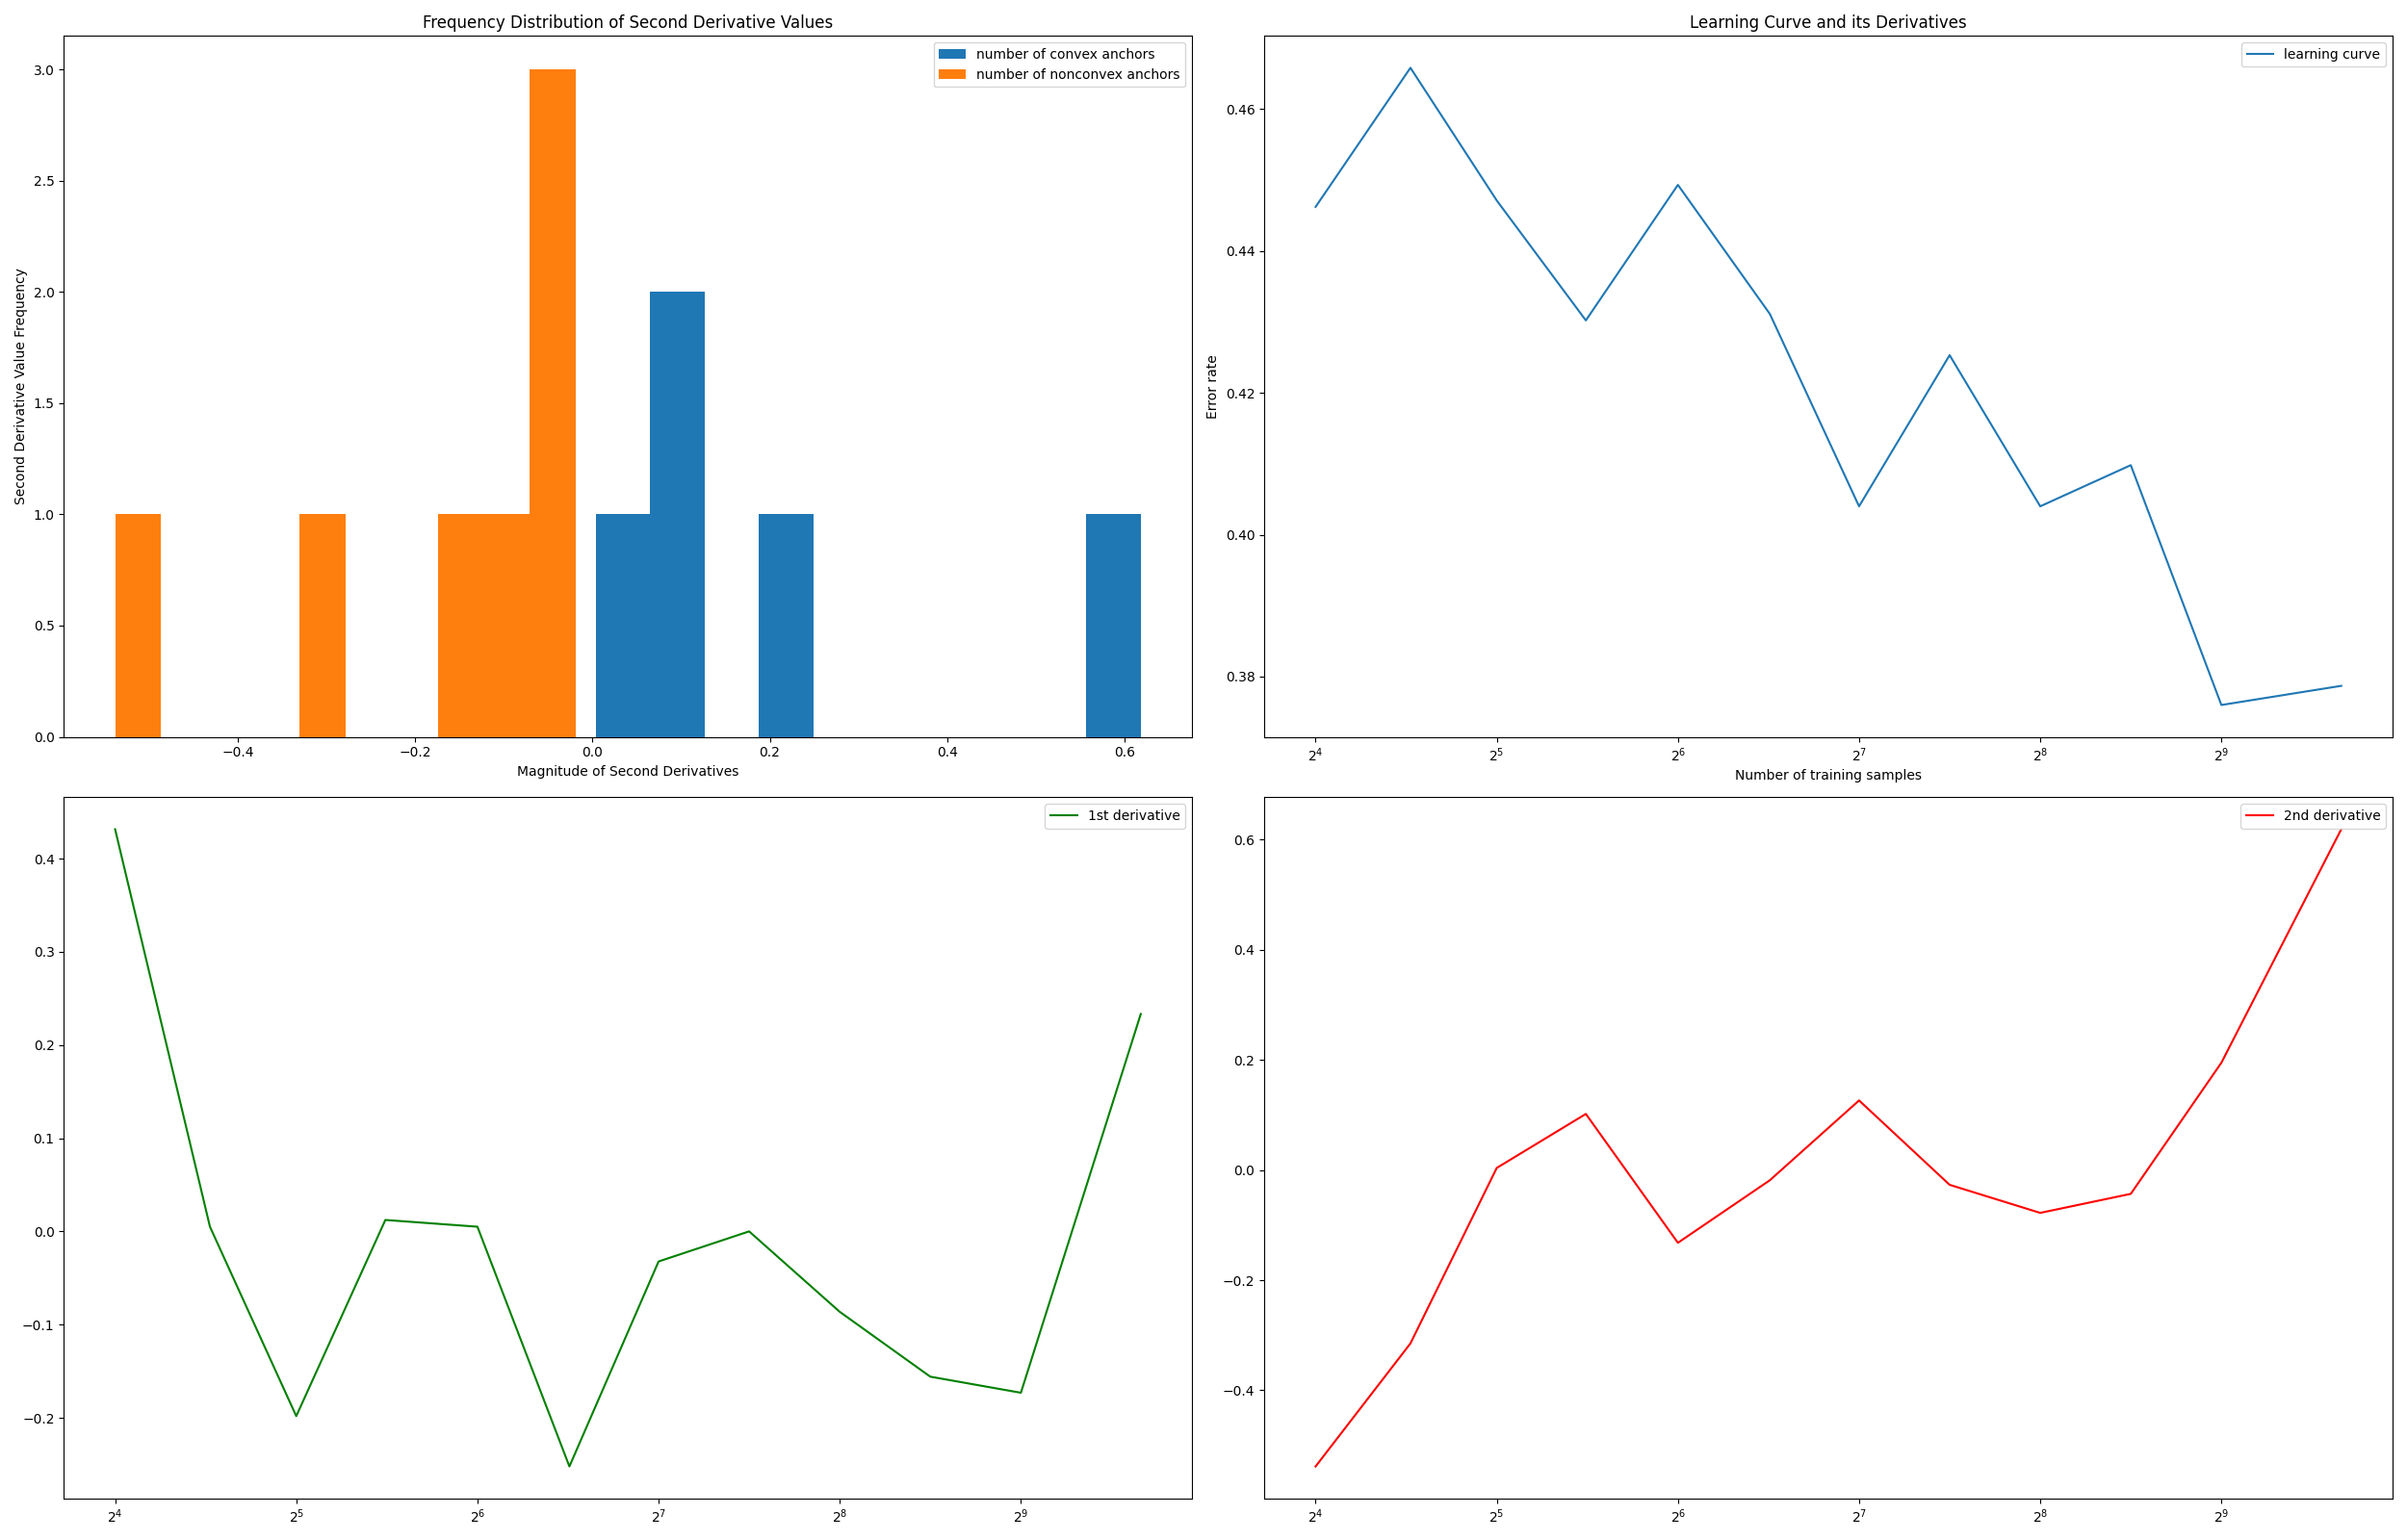 Frequency Distribution of Second Derivative Values
number of convex anchors
number of nonconvex anchors
Second Derivative Value Frequency
3.0
2.5
2.0
1.5
1.0
0.5
0.0
−0.4 −0.2 0.0 0.2 0.4 0.6
Magnitude of Second Derivatives
Learning Curve and its Derivatives
learning curve
Error rate
0.46
0.44
0.42
0.40
0.38
2⁴ 2⁵ 2⁶ 2⁷ 2⁸ 2⁹
Number of training samples
1st derivative
0.4
0.3
0.2
0.1
0.0
−0.1
−0.2
2⁴ 2⁵ 2⁶ 2⁷ 2⁸ 2⁹
2nd derivative
0.6
0.4
0.2
0.0
−0.2
−0.4
2⁴ 2⁵ 2⁶ 2⁷ 2⁸ 2⁹